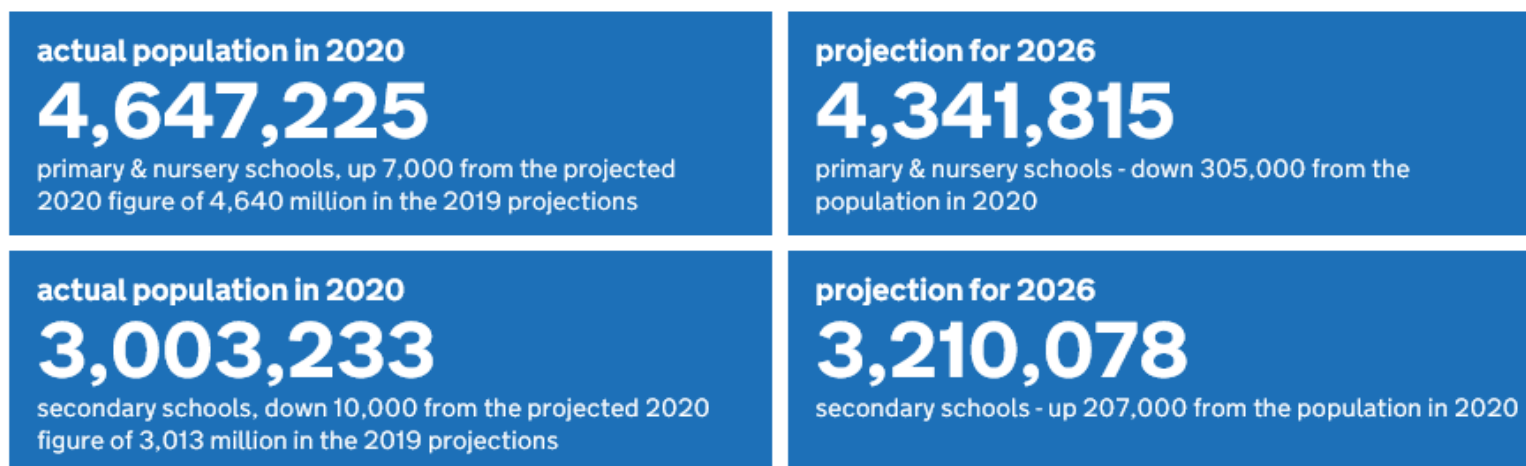 actual population in 2020
4,647,225
primary & nursery schools, up 7,000 from the projected
2020 figure of 4,640 million in the 2019 projections
projection for 2026
4,341,815
primary & nursery schools - down 305,000 from the
population in 2020
actual population in 2020
3,003,233
secondary schools, down 10,000 from the projected 2020
figure of 3,013 million in the 2019 projections
projection for 2026
3,210,078
secondary schools - up 207,000 from the population in 2020